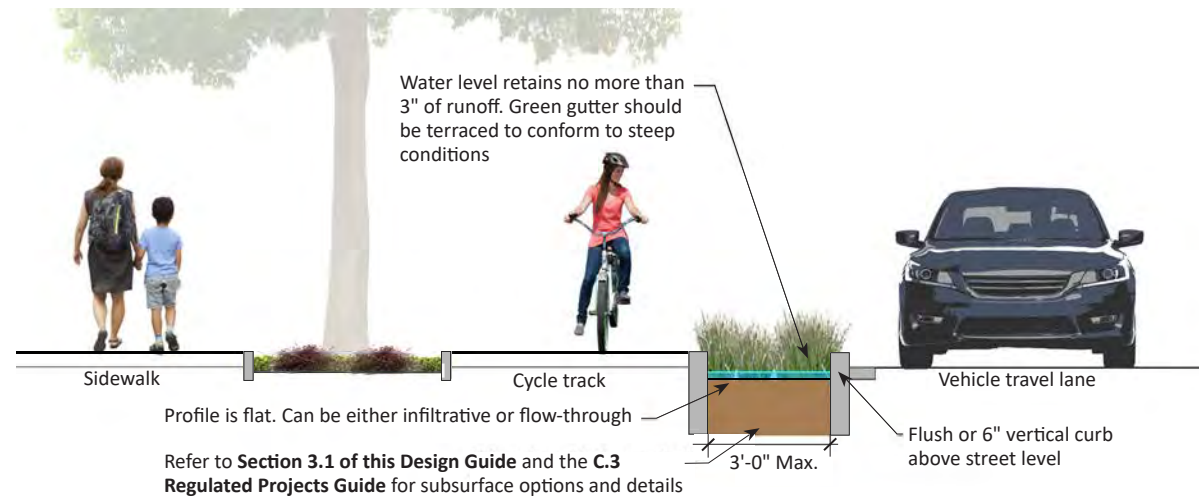 Water level retains no more than
3" of runoff. Green gutter should
be terraced to conform to steep
conditions
Sidewalk
Cycle track
Vehicle travel lane
Profile is flat. Can be either infiltrative or flow-through
Flush or 6" vertical curb
above street level
3'-0" Max.
Refer to Section 3.1 of this Design Guide and the C.3
Regulated Projects Guide for subsurface options and details